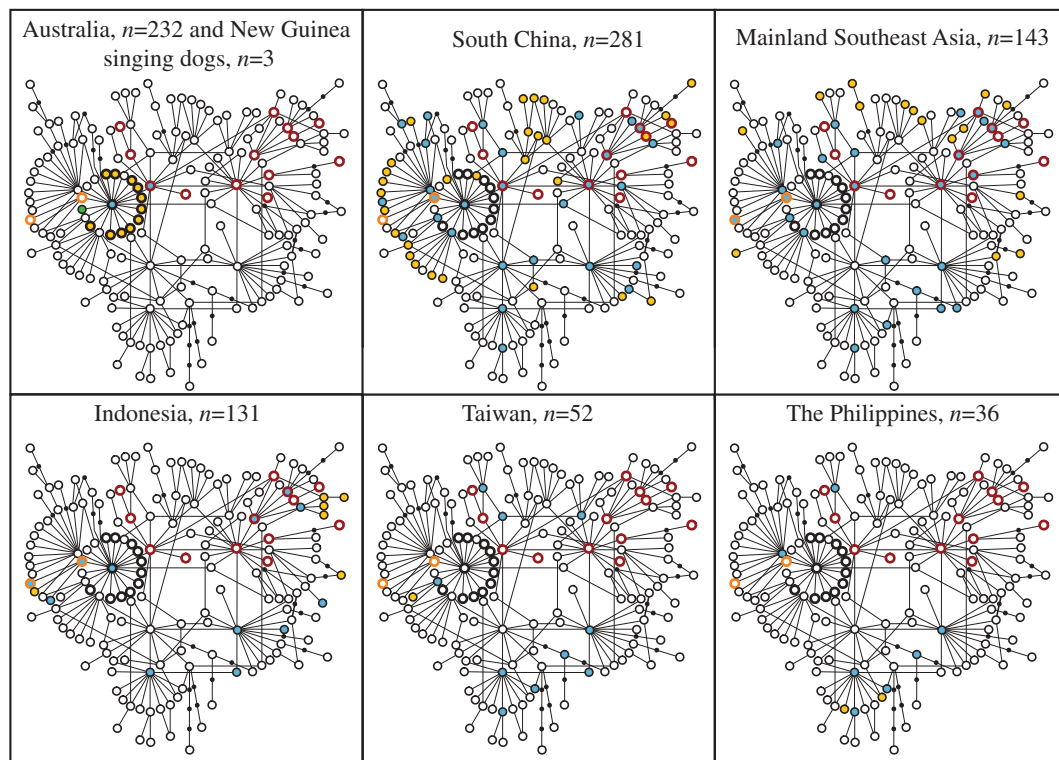 Australia, n=232 and New Guinea
singing dogs, n=3
South China, n=281
Mainland Southeast Asia, n=143
Indonesia, n=131
Taiwan, n=52
The Philippines, n=36